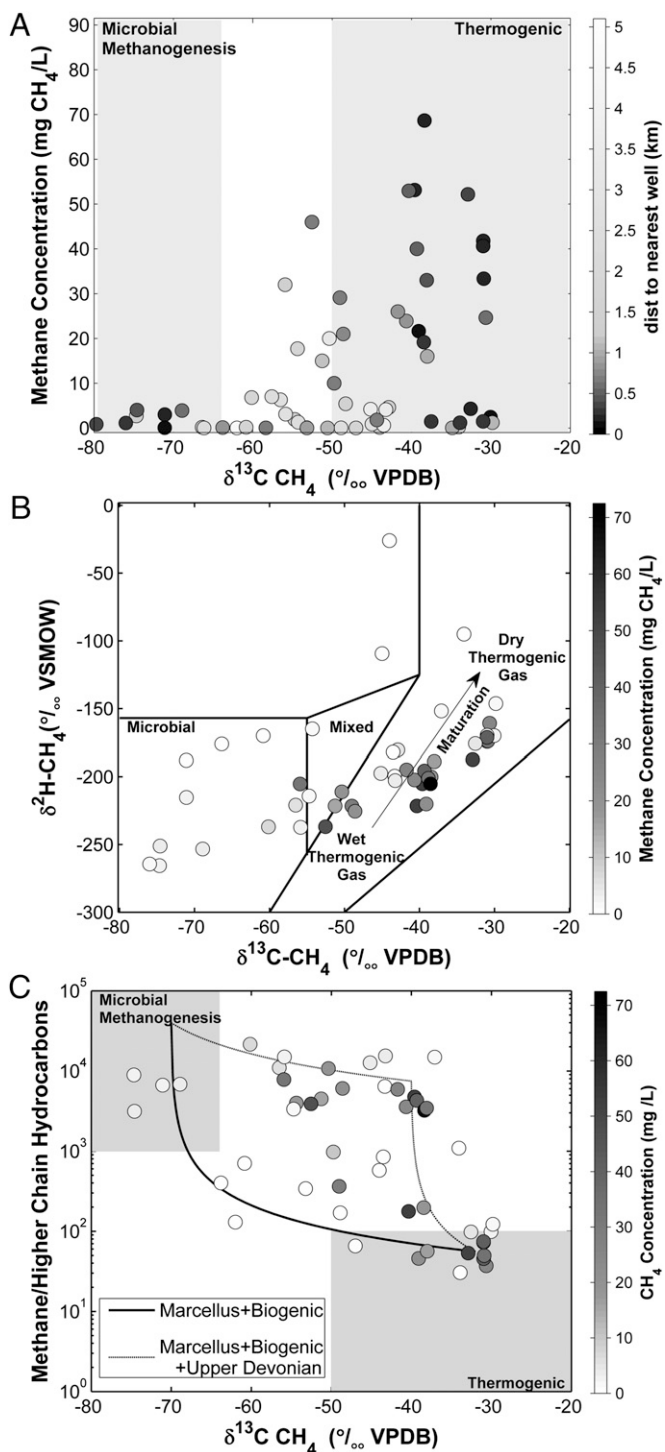 A
Microbial
Methanogenesis
Thermogenic
Methane Concentration (mg CH4/L)
90
80
70
60
50
40
30
20
10
0
-80
-70
-60
-50
-40
-30
-20
δ13C CH4 (o/oo VPDB)
5
4.5
4
3.5
3
2.5
2
1.5
1
0.5
0
dist to nearest well (km)
B
δ2H-CH4(o/oo VSMOW)
0
-50
-100
-150
-200
-250
-300
Microbial
Mixed
Dry
Thermogenic
Gas
Maturation
Wet
Thermogenic
Gas
-80
-70
-60
-50
-40
-30
-20
δ13C-CH4 (o/oo VPDB)
70
60
50
40
30
20
10
0
Methane Concentration (mg CH4/L)
C
Methane/Higher Chain Hydrocarbons
10^5
10^4
10^3
10^2
10^1
10^0
Microbial
Methanogenesis
Marcellus+Biogenic
Marcellus+Biogenic
+Upper Devonian
Thermogenic
-80
-70
-60
-50
-40
-30
-20
δ13C CH4 (o/oo VPDB)
70
60
50
40
30
20
10
0
CH4 Concentration (mg /L)